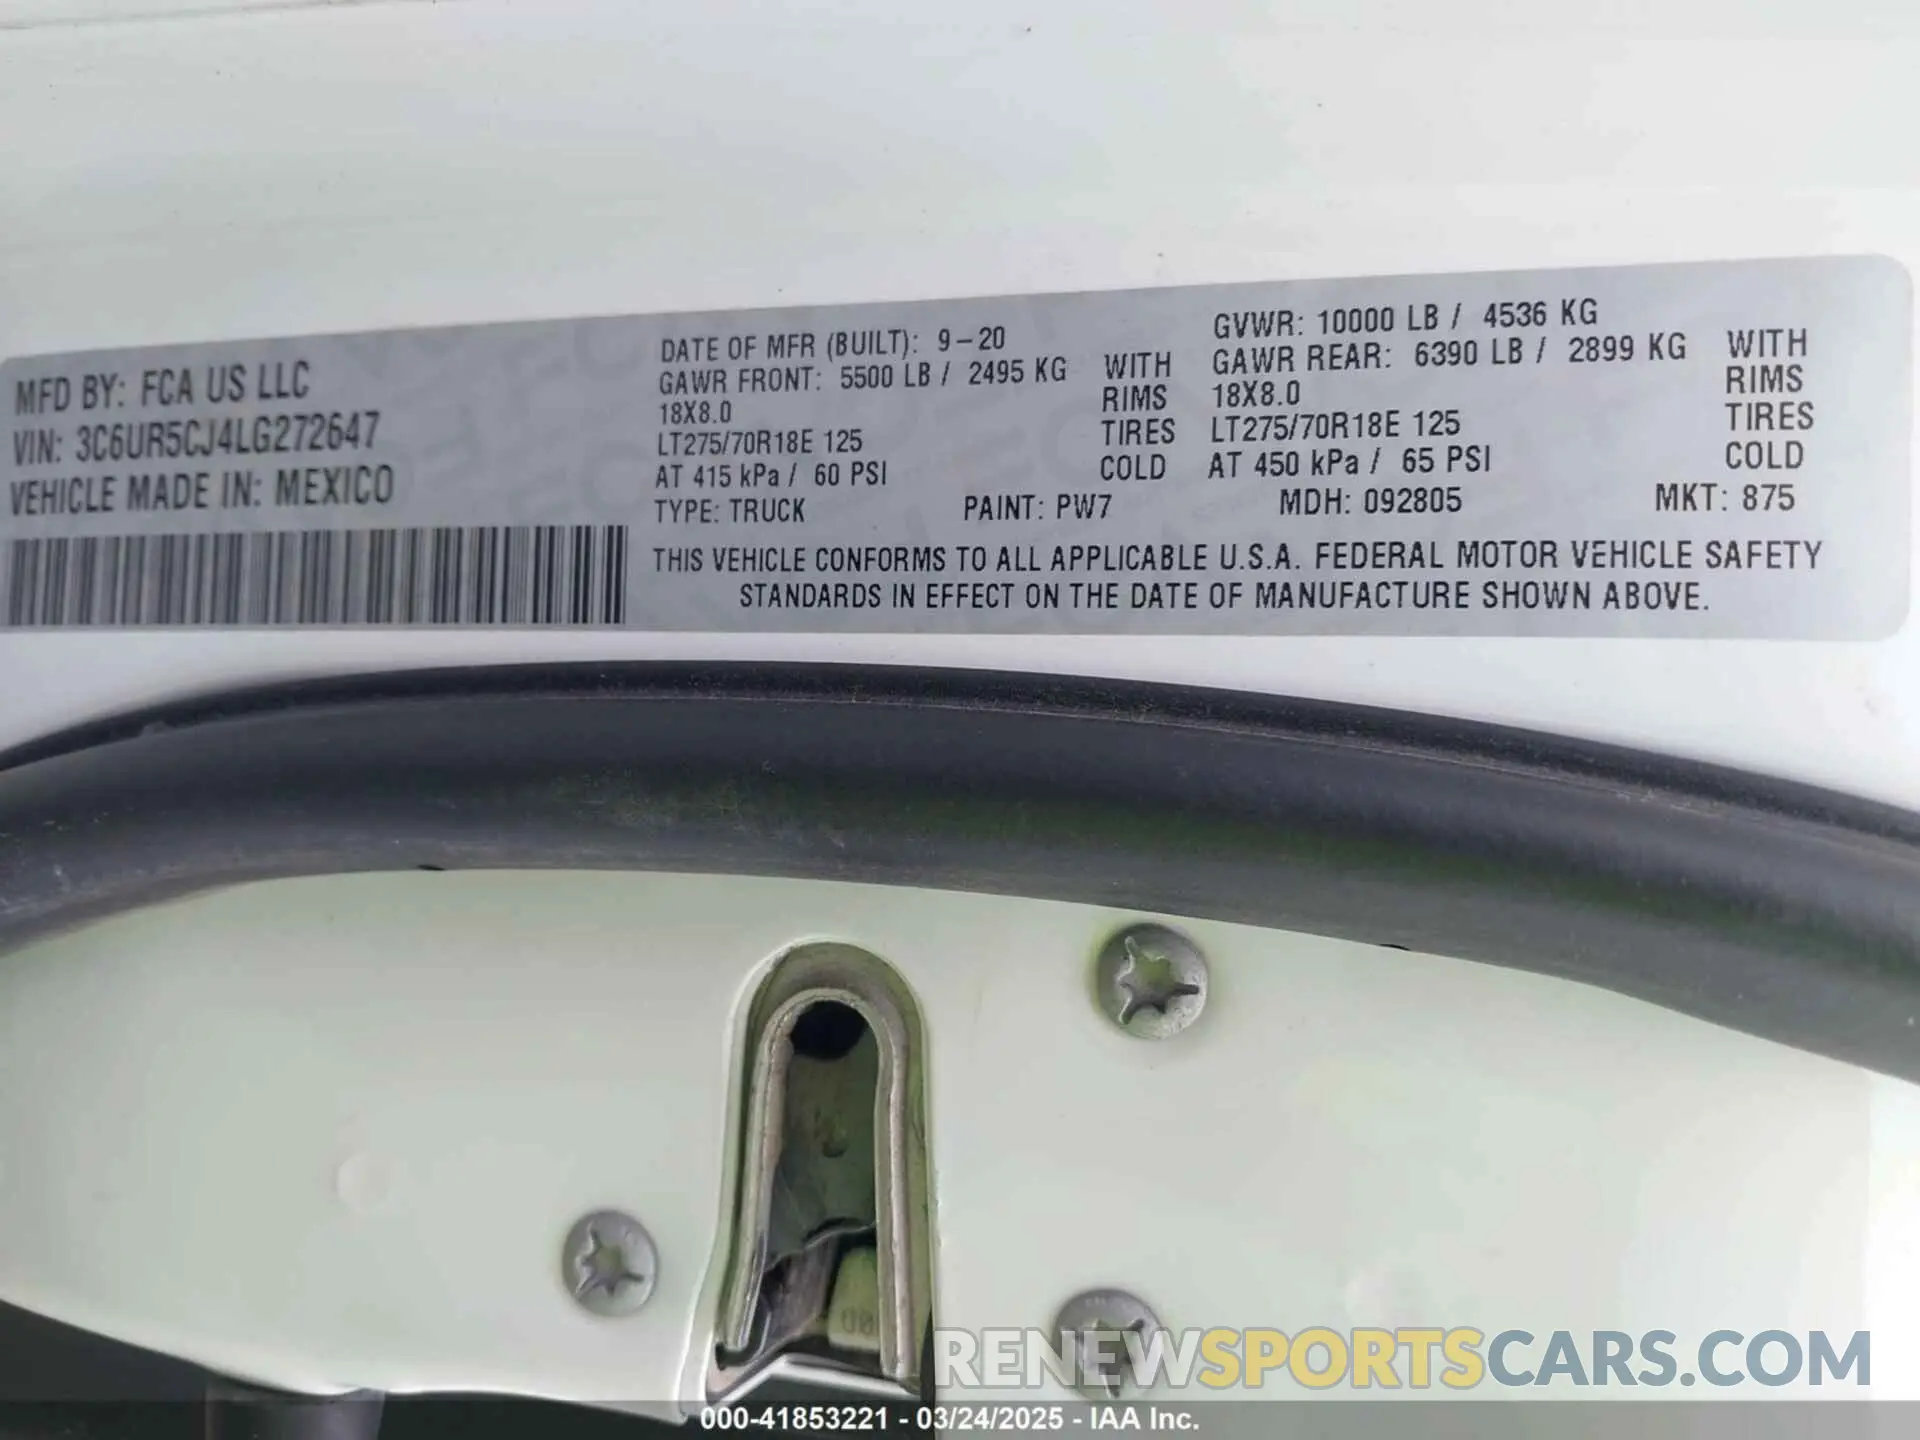 MFD BY: FCA US LLC
VIN: 3C6UR5CJ4LG272647
VEHICLE MADE IN: MEXICO
DATE OF MFR (BUILT): 9-20
GAWR FRONT: 5500 LB / 2495 KG
18X8.0
LT275/70R18E 125
AT 415 kPa / 60 PSI
WITH
RIMS
TIRES
COLD
GVWR: 10000 LB / 4536 KG
GAWR REAR: 6390 LB / 2899 KG
18X8.0
LT275/70R18E 125
AT 450 kPa / 65 PSI
WITH
RIMS
TIRES
COLD
TYPE: TRUCK PAINT: PW7 MDH: 092805 MKT: 875
THIS VEHICLE CONFORMS TO ALL APPLICABLE U.S.A. FEDERAL MOTOR VEHICLE SAFETY
STANDARDS IN EFFECT ON THE DATE OF MANUFACTURE SHOWN ABOVE.
RENEWSPORTSCARS.COM
000-41853221 - 03/24/2025 - IAA Inc.